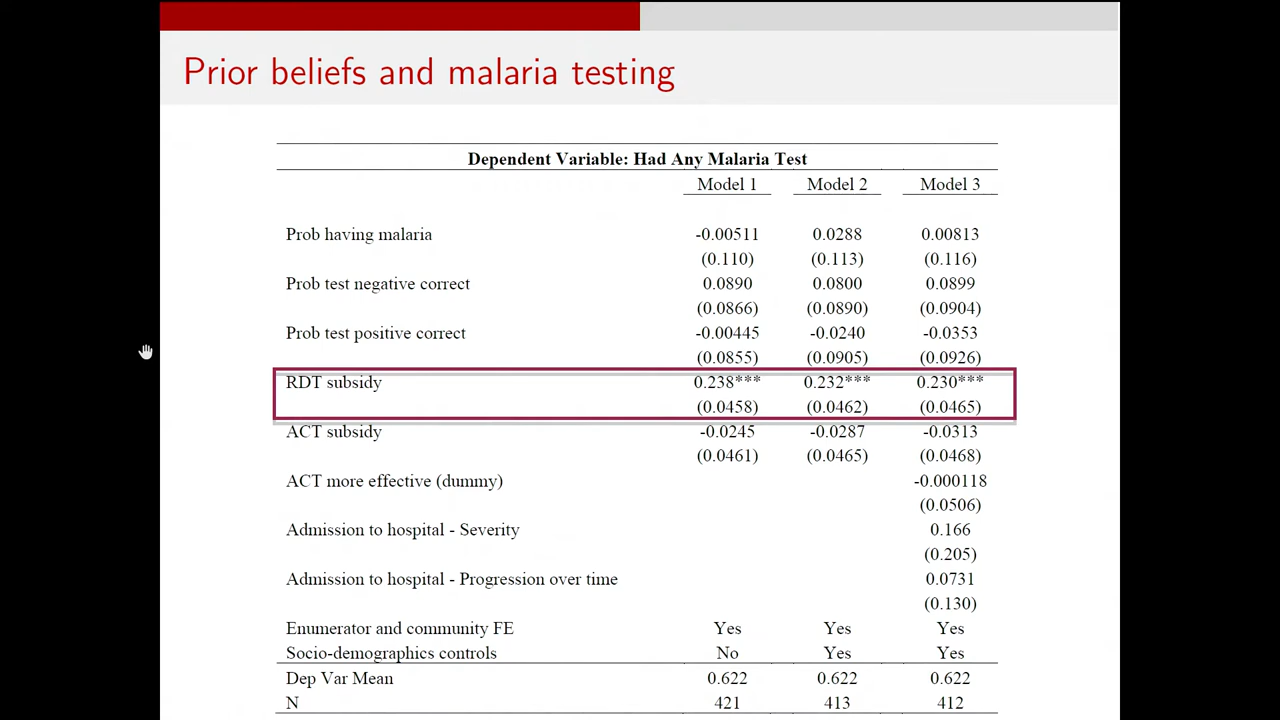 Prior beliefs and malaria testing
Dependent Variable: Had Any Malaria Test
Model 1 Model 2 Model 3
Prob having malaria -0.00511 0.0288 0.00813
(0.110) (0.113) (0.116)
Prob test negative correct 0.0890 0.0800 0.0899
(0.0866) (0.0890) (0.0904)
Prob test positive correct -0.00445 -0.0240 -0.0353
(0.0855) (0.0905) (0.0926)
RDT subsidy 0.238*** 0.232*** 0.230***
(0.0458) (0.0462) (0.0465)
ACT subsidy -0.0245 -0.0287 -0.0313
(0.0461) (0.0465) (0.0468)
ACT more effective (dummy) -0.000118
(0.0506)
Admission to hospital - Severity 0.166
(0.205)
Admission to hospital - Progression over time 0.0731
(0.130)
Enumerator and community FE Yes Yes Yes
Socio-demographics controls No Yes Yes
Dep Var Mean 0.622 0.622 0.622
N 421 413 412